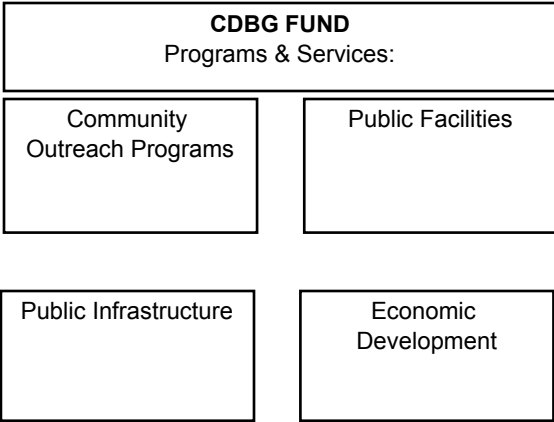 CDBG FUND
Programs & Services:
Community
Outreach Programs
Public Facilities
Public Infrastructure
Economic
Development